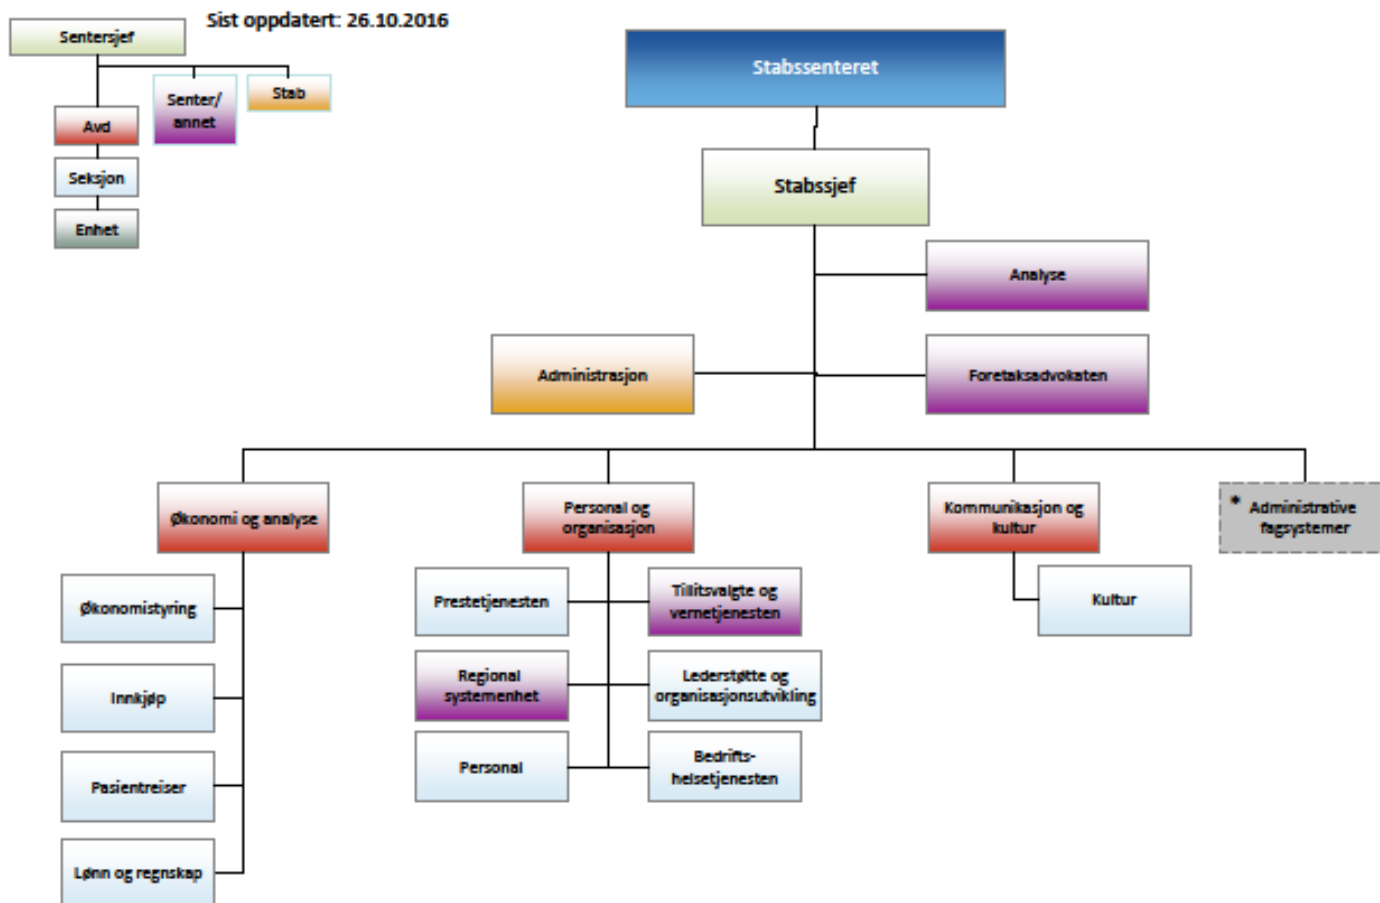 Sist oppdatert: 26.10.2016
Sentersjef
Senter/
annet
Stab
Avd
Seksjon
Enhet
Stabssenteret
Stabssjef
Analyse
Administrasjon
Foretaksadvokaten
Økonomi og analyse
Personal og
organisasjon
Kommunikasjon og
kultur
* Administrative
fagsystemer
Økonomistyring
Innkjøp
Pasientreiser
Lønn og regnskap
Prestetjenesten
Tillitsvalgte og
vernetjenesten
Regional
systemenhet
Lederstøtte og
organisasjonsutvikling
Personal
Bedrifts-
helsetjenesten
Kultur